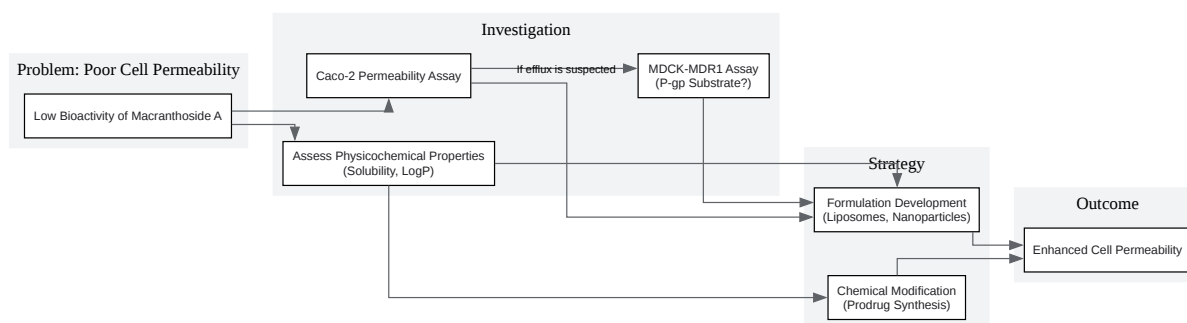 Problem: Poor Cell Permeability
Low Bioactivity of Macranthoside A
Investigation
Caco-2 Permeability Assay
If efflux is suspected
MDCK-MDR1 Assay
(P-gp Substrate?)
Assess Physicochemical Properties
(Solubility, LogP)
Strategy
Formulation Development
(Liposomes, Nanoparticles)
Chemical Modification
(Prodrug Synthesis)
Outcome
Enhanced Cell Permeability